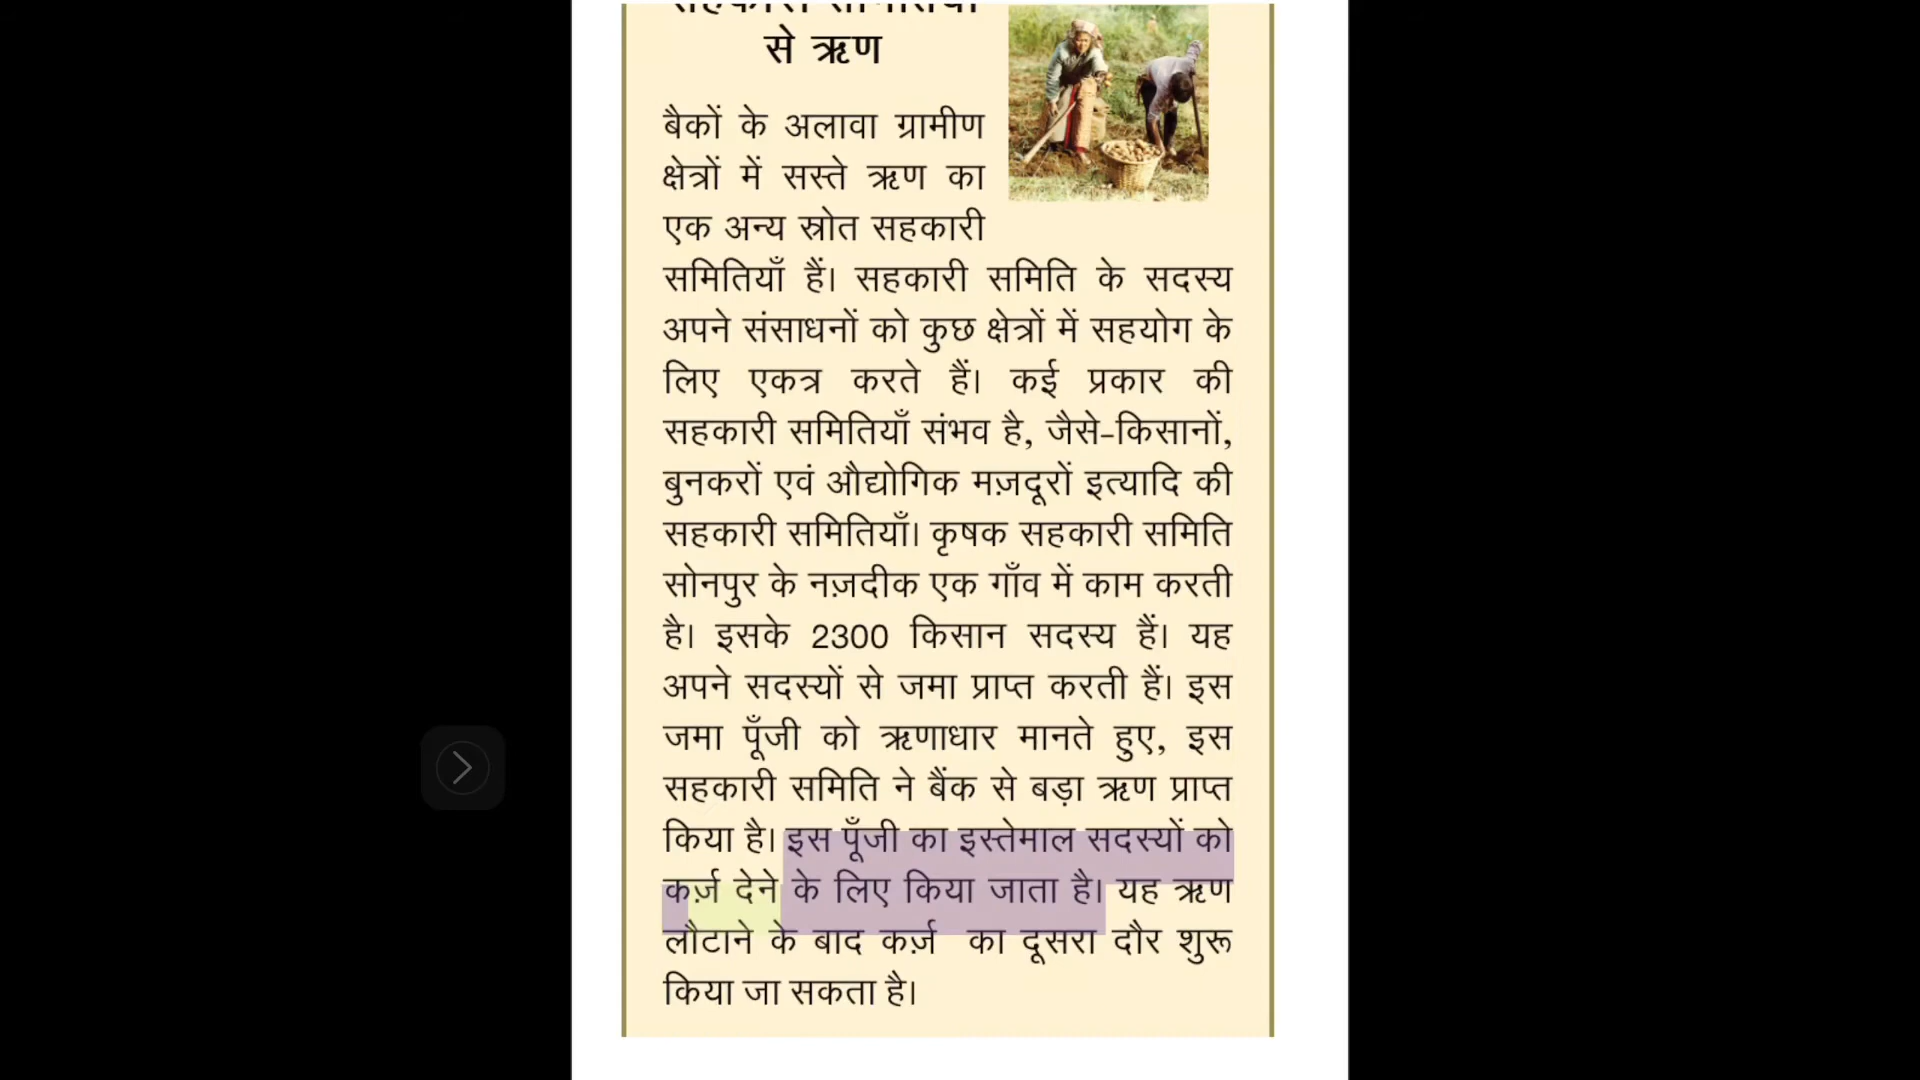 सहकारी समितियों
से ऋण
बैकों के अलावा ग्रामीण
क्षेत्रों में सस्ते ऋण का
एक अन्य स्रोत सहकारी
समितियाँ हैं। सहकारी समिति के सदस्य
अपने संसाधनों को कुछ क्षेत्रों में सहयोग के
लिए एकत्र करते हैं। कई प्रकार की
सहकारी समितियाँ संभव है, जैसे-किसानों,
बुनकरों एवं औद्योगिक मज़दूरों इत्यादि की
सहकारी समितियाँ। कृषक सहकारी समिति
सोनपुर के नज़दीक एक गाँव में काम करती
है। इसके 2300 किसान सदस्य हैं। यह
अपने सदस्यों से जमा प्राप्त करती हैं। इस
जमा पूँजी को ऋणाधार मानते हुए, इस
सहकारी समिति ने बैंक से बड़ा ऋण प्राप्त
किया है। इस पूँजी का इस्तेमाल सदस्यों को
कर्ज़ देने के लिए किया जाता है। यह ऋण
लौटाने के बाद कर्ज़ का दूसरा दौर शुरू
किया जा सकता है।